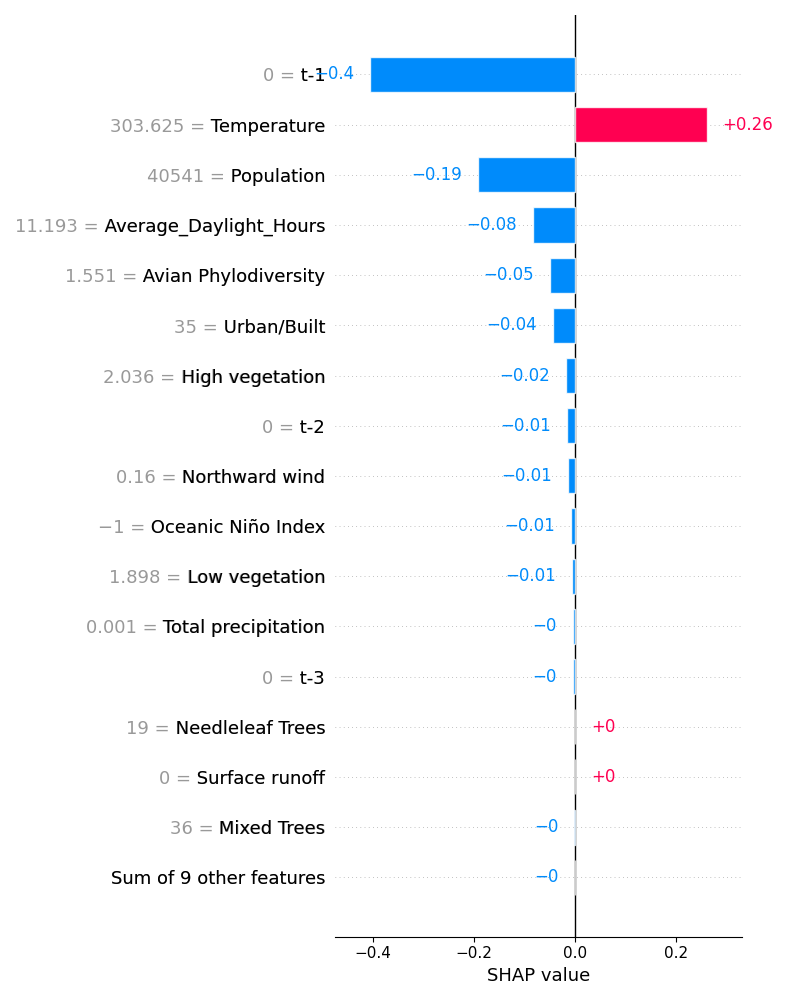 0 = t-1 −0.4
303.625 = Temperature +0.26
40541 = Population −0.19
11.193 = Average_Daylight_Hours −0.08
1.551 = Avian Phylodiversity −0.05
35 = Urban/Built −0.04
2.036 = High vegetation −0.02
0 = t-2 −0.01
0.16 = Northward wind −0.01
−1 = Oceanic Niño Index −0.01
1.898 = Low vegetation −0.01
0.001 = Total precipitation −0
0 = t-3 −0
19 = Needleleaf Trees +0
0 = Surface runoff +0
36 = Mixed Trees −0
Sum of 9 other features −0
−0.4 −0.2 0.0 0.2
SHAP value